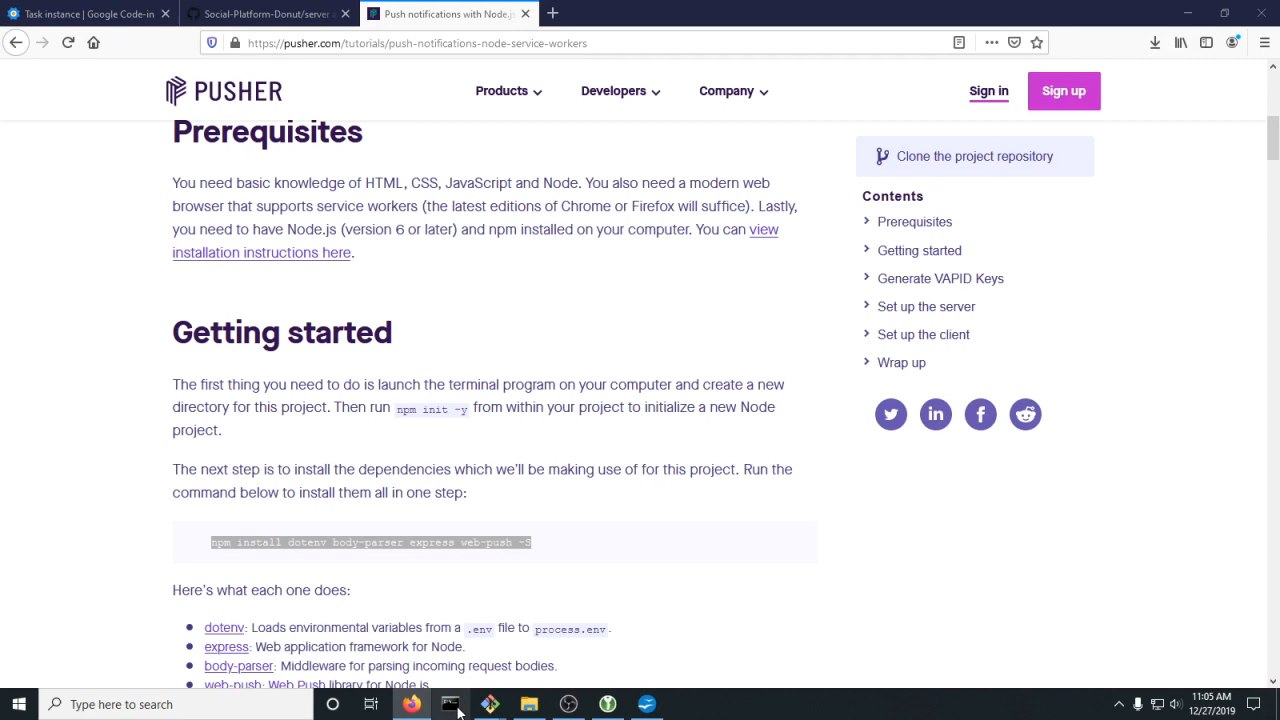 Task instance | Google Code-in
Social-Platform-Donut/server a
Push notifications with Node.js
https://pusher.com/tutorials/push-notifications-node-service-workers
PUSHER
Products
Developers
Company
Sign in
Sign up
Prerequisites
You need basic knowledge of HTML, CSS, JavaScript and Node. You also need a modern web
browser that supports service workers (the latest editions of Chrome or Firefox will suffice). Lastly,
you need to have Node.js (version 6 or later) and npm installed on your computer. You can view
installation instructions here.
Getting started
The first thing you need to do is launch the terminal program on your computer and create a new
directory for this project. Then run npm init -y from within your project to initialize a new Node
project.
The next step is to install the dependencies which we'll be making use of for this project. Run the
command below to install them all in one step:
npm install dotenv body-parser express web-push -S
Here's what each one does:
dotenv: Loads environmental variables from a .env file to process.env.
express: Web application framework for Node.
body-parser: Middleware for parsing incoming request bodies.
web-push: Web Push library for Node.js
Clone the project repository
Contents
Prerequisites
Getting started
Generate VAPID Keys
Set up the server
Set up the client
Wrap up
Type here to search
11:05 AM
12/27/2019